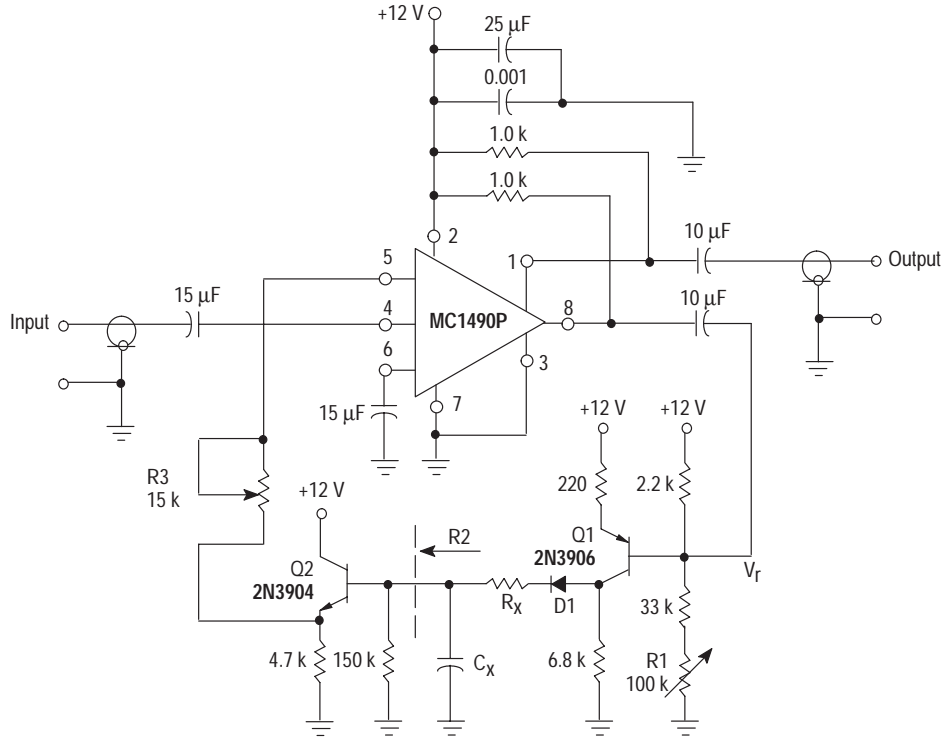 +12 V
25 µF
0.001
1.0 k
1.0 k
2
5
1
10 µF
Output
15 µF
Input
4
MC1490P
8
10 µF
6
3
15 µF
7
+12 V
+12 V
R3
15 k
220
2.2 k
+12 V
R2
Q1
2N3906
Vr
Q2
2N3904
RX
D1
33 k
4.7 k
150 k
CX
6.8 k
R1
100 k